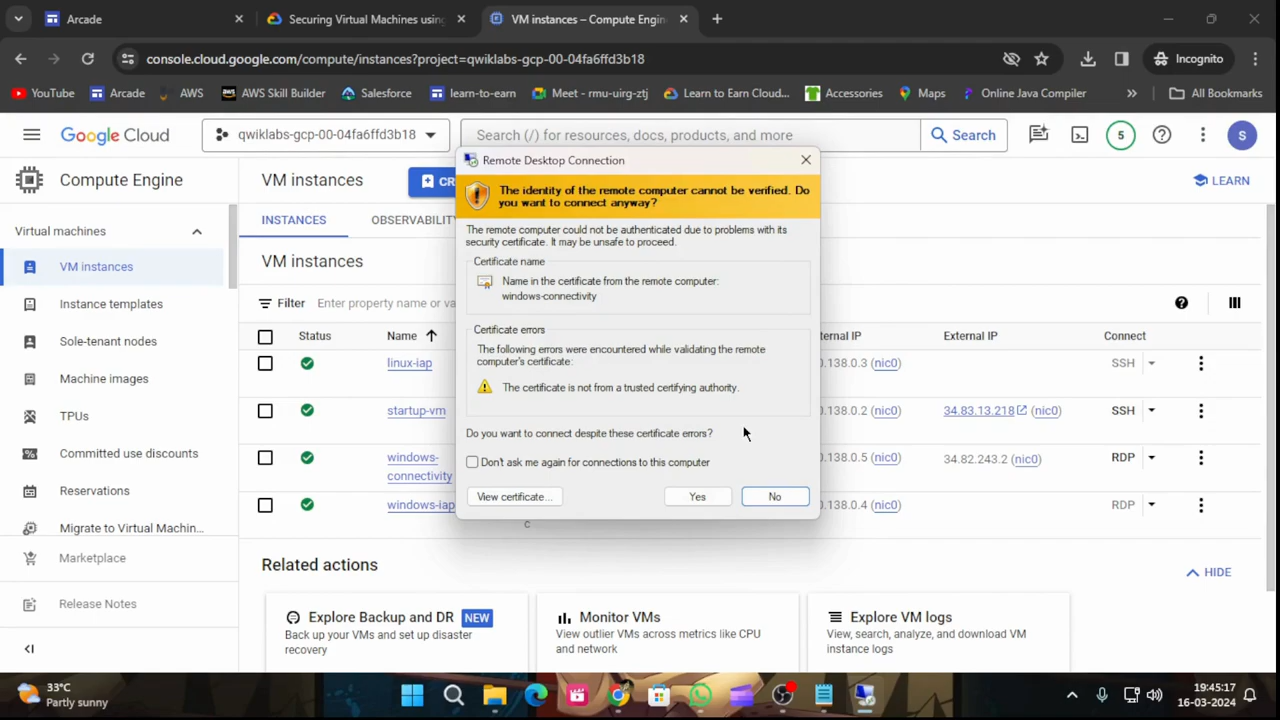 Arcade
Securing Virtual Machines using
VM instances – Compute Engin
console.cloud.google.com/compute/instances?project=qwiklabs-gcp-00-04fa6ffd3b18
Incognito
YouTube
Arcade
AWS
AWS Skill Builder
Salesforce
learn-to-earn
Meet - rmu-uirg-ztj
Learn to Earn Cloud...
Accessories
Maps
Online Java Compiler
All Bookmarks
Google Cloud
qwiklabs-gcp-00-04fa6ffd3b18
Search (/) for resources, docs, products, and more
Search
5
S
Compute Engine
VM instances
CR
LEARN
INSTANCES
OBSERVABILITY
Virtual machines
VM instances
Instance templates
Sole-tenant nodes
Machine images
TPUs
Committed use discounts
Reservations
Migrate to Virtual Machin...
Marketplace
Release Notes
VM instances
Filter
Enter property name or va
Status
Name
ternal IP
External IP
Connect
linux-iap
0.138.0.3 (nic0)
SSH
startup-vm
0.138.0.2 (nic0)
34.83.13.218 (nic0)
SSH
windows-
connectivity
0.138.0.5 (nic0)
34.82.243.2 (nic0)
RDP
windows-iap
c
0.138.0.4 (nic0)
RDP
Remote Desktop Connection
The identity of the remote computer cannot be verified. Do
you want to connect anyway?
The remote computer could not be authenticated due to problems with its
security certificate. It may be unsafe to proceed.
Certificate name
Name in the certificate from the remote computer:
windows-connectivity
Certificate errors
The following errors were encountered while validating the remote
computer's certificate:
The certificate is not from a trusted certifying authority.
Do you want to connect despite these certificate errors?
Don't ask me again for connections to this computer
View certificate...
Yes
No
Related actions
HIDE
Explore Backup and DR
NEW
Back up your VMs and set up disaster
recovery
Monitor VMs
View outlier VMs across metrics like CPU
and network
Explore VM logs
View, search, analyze, and download VM
instance logs
33°C
Partly sunny
19:45:17
16-03-2024